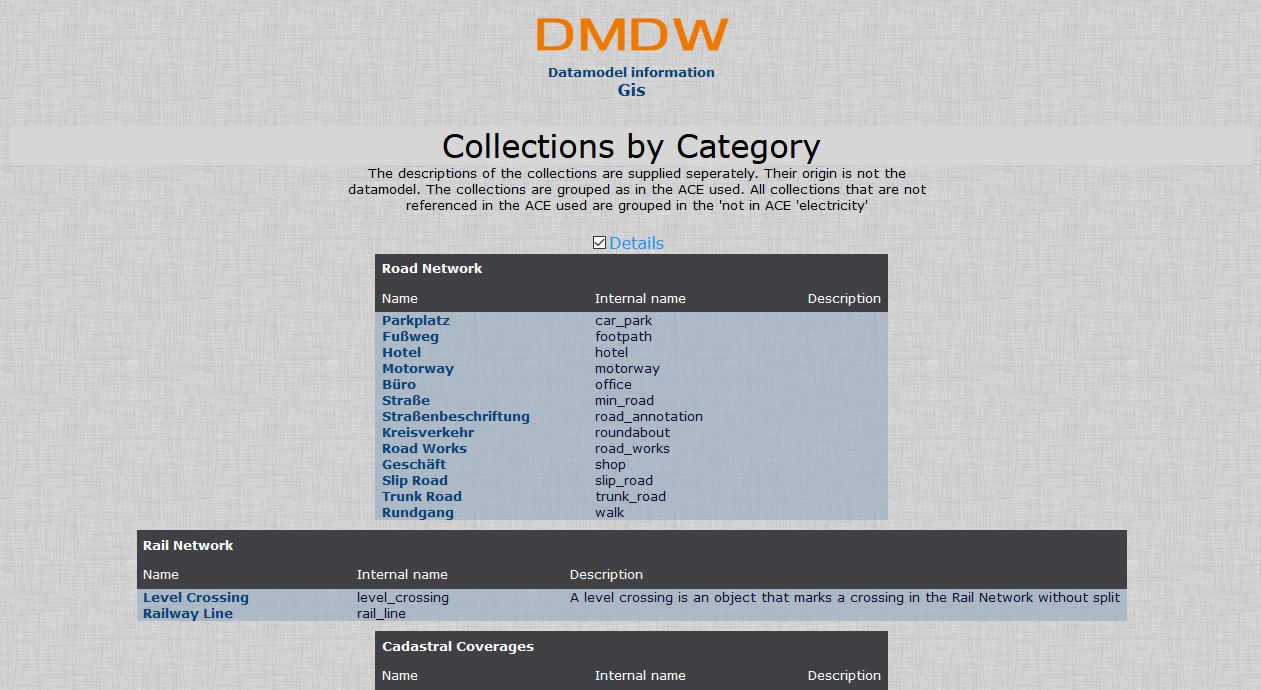 DMDW
Datamodel information
Gis
Collections by Category
The descriptions of the collections are supplied seperately. Their origin is not the
datamodel. The collections are grouped as in the ACE used. All collections that are not
referenced in the ACE used are grouped in the 'not in ACE 'electricity'
Details
Road Network
Name Internal name Description
Parkplatz car_park
Fußweg footpath
Hotel hotel
Motorway motorway
Büro office
Straße min_road
Straßenbeschriftung road_annotation
Kreisverkehr roundabout
Road Works road_works
Geschäft shop
Slip Road slip_road
Trunk Road trunk_road
Rundgang walk
Rail Network
Name Internal name Description
Level Crossing level_crossing A level crossing is an object that marks a crossing in the Rail Network without split
Railway Line rail_line
Cadastral Coverages
Name Internal name Description